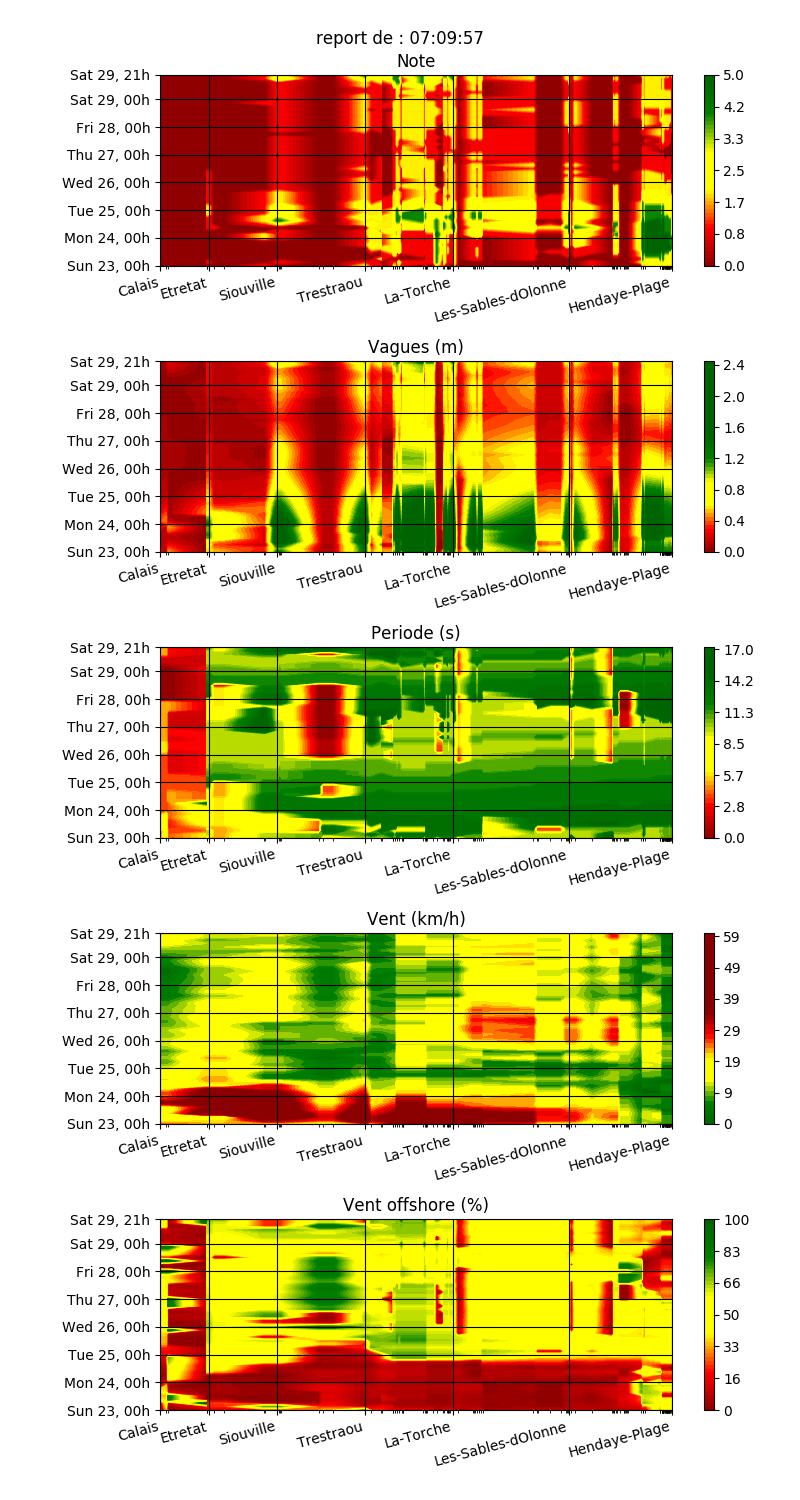 report de : 07:09:57
Note
Sat 29, 21h
Sat 29, 00h
Fri 28, 00h
Thu 27, 00h
Wed 26, 00h
Tue 25, 00h
Mon 24, 00h
Sun 23, 00h
Calais Etretat Siouville Trestraou La-Torche Les-Sables-dOlonne Hendaye-Plage
5.0
4.2
3.3
2.5
1.7
0.8
0.0
Vagues (m)
Sat 29, 21h
Sat 29, 00h
Fri 28, 00h
Thu 27, 00h
Wed 26, 00h
Tue 25, 00h
Mon 24, 00h
Sun 23, 00h
Calais Etretat Siouville Trestraou La-Torche Les-Sables-dOlonne Hendaye-Plage
2.4
2.0
1.6
1.2
0.8
0.4
0.0
Periode (s)
Sat 29, 21h
Sat 29, 00h
Fri 28, 00h
Thu 27, 00h
Wed 26, 00h
Tue 25, 00h
Mon 24, 00h
Sun 23, 00h
Calais Etretat Siouville Trestraou La-Torche Les-Sables-dOlonne Hendaye-Plage
17.0
14.2
11.3
8.5
5.7
2.8
0.0
Vent (km/h)
Sat 29, 21h
Sat 29, 00h
Fri 28, 00h
Thu 27, 00h
Wed 26, 00h
Tue 25, 00h
Mon 24, 00h
Sun 23, 00h
Calais Etretat Siouville Trestraou La-Torche Les-Sables-dOlonne Hendaye-Plage
59
49
39
29
19
9
0
Vent offshore (%)
Sat 29, 21h
Sat 29, 00h
Fri 28, 00h
Thu 27, 00h
Wed 26, 00h
Tue 25, 00h
Mon 24, 00h
Sun 23, 00h
Calais Etretat Siouville Trestraou La-Torche Les-Sables-dOlonne Hendaye-Plage
100
83
66
50
33
16
0